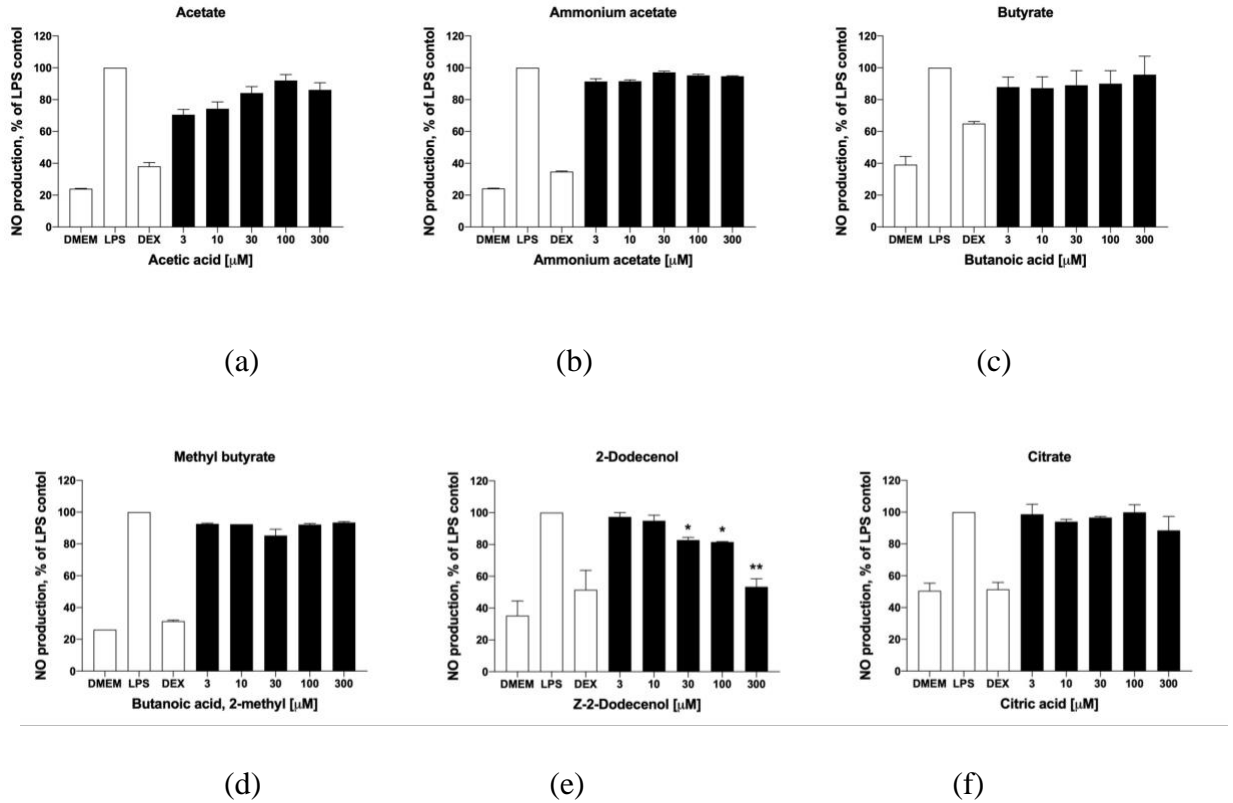 Acetate
NO production, % of LPS contol
120
100
80
60
40
20
0
DMEM LPS DEX 3 10 30 100 300
Acetic acid [μM]
Ammonium acetate
NO production, % of LPS contol
120
100
80
60
40
20
0
DMEM LPS DEX 3 10 30 100 300
Ammonium acetate [μM]
Butyrate
NO production, % of LPS contol
120
100
80
60
40
20
0
DMEM LPS DEX 3 10 30 100 300
Butanoic acid [μM]
(a) (b) (c)
Methyl butyrate
NO production, % of LPS contol
120
100
80
60
40
20
0
DMEM LPS DEX 3 10 30 100 300
Butanoic acid, 2-methyl [μM]
2-Dodecenol
NO production, % of LPS contol
120
100
80
60
40
20
0
* * **
DMEM LPS DEX 3 10 30 100 300
Z-2-Dodecenol [μM]
Citrate
NO production, % of LPS contol
120
100
80
60
40
20
0
DMEM LPS DEX 3 10 30 100 300
Citric acid [μM]
(d) (e) (f)